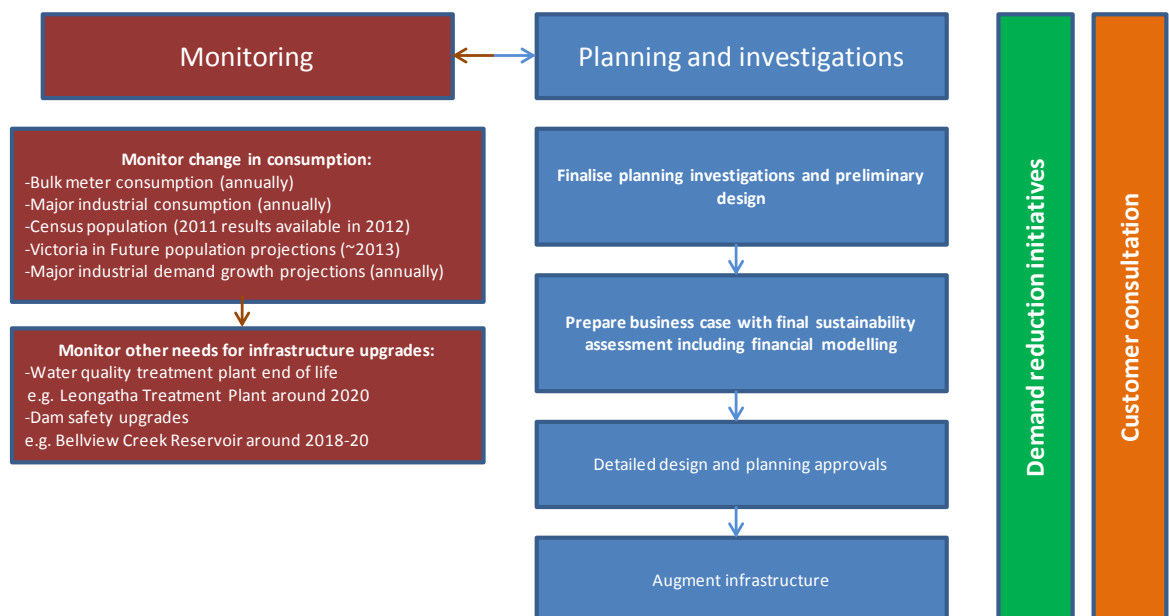 Monitoring
Planning and investigations
Monitor change in consumption:
-Bulk meter consumption (annually)
-Major industrial consumption (annually)
-Census population (2011 results available in 2012)
-Victoria in Future population projections (~2013)
-Major industrial demand growth projections (annually)
Monitor other needs for infrastructure upgrades:
-Water quality treatment plant end of life
e.g. Leongatha Treatment Plant around 2020
-Dam safety upgrades
e.g. Bellview Creek Reservoir around 2018-20
Finalise planning investigations and preliminary
design
Prepare business case with final sustainability
assessment including financial modelling
Detailed design and planning approvals
Augment infrastructure
Demand reduction initiatives
Customer consultation